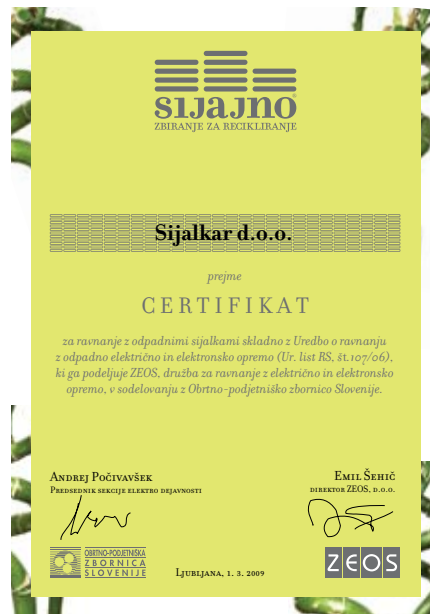 sijajno
ZBIRANJE ZA RECIKLIRANJE
Sijalkar d.o.o.
prejme
CERTIFIKAT
za ravnanje z odpadnimi sijalkami skladno z Uredbo o ravnanju
z odpadno električno in elektronsko opremo (Ur. list RS, št.107/06),
ki ga podeljuje ZEOS, družba za ravnanje z električno in elektronsko
opremo, v sodelovanju z Obrtno-podjetniško zbornico Slovenije.
ANDREJ POČIVAVŠEK
PREDSEDNIK SEKCIJE ELEKTRO DEJAVNOSTI
EMIL ŠEHIČ
DIREKTOR ZEOS, D.O.O.
OBRTNO-PODJETNIŠKA
ZBORNICA
SLOVENIJE
LJUBLJANA, 1. 3. 2009
ZEOS